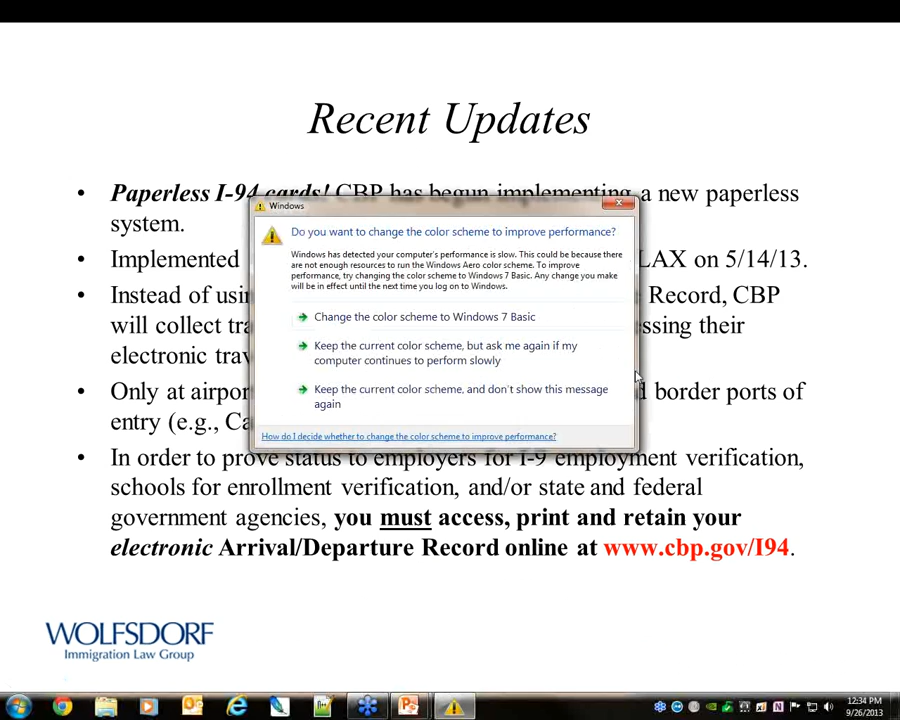 Recent Updates
• Paperless I-94 cards! CBP has begun implementing a new paperless
system.
• Implemented LAX on 5/14/13.
• Instead of Record, CBP
will collect their
electronic
• Only at border ports of
entry (e.g.,
• In order to prove status to employers for I-9 employment verification,
schools for enrollment verification, and/or state and federal
government agencies, you must access, print and retain your
electronic Arrival/Departure Record online at www.cbp.gov/I94.
Windows
Do you want to change the color scheme to improve performance?
Windows has detected your computer's performance is slow. This could be because there
are not enough resources to run the Windows Aero color scheme. To improve
performance, try changing the color scheme to Windows 7 Basic. Any change you make
will be in effect until the next time you log on to Windows.
Change the color scheme to Windows 7 Basic
Keep the current color scheme, but ask me again if my
computer continues to perform slowly
Keep the current color scheme, and don't show this message
again
How do I decide whether to change the color scheme to improve performance?
WOLFSDORF
Immigration Law Group
12:34 PM
9/26/2013